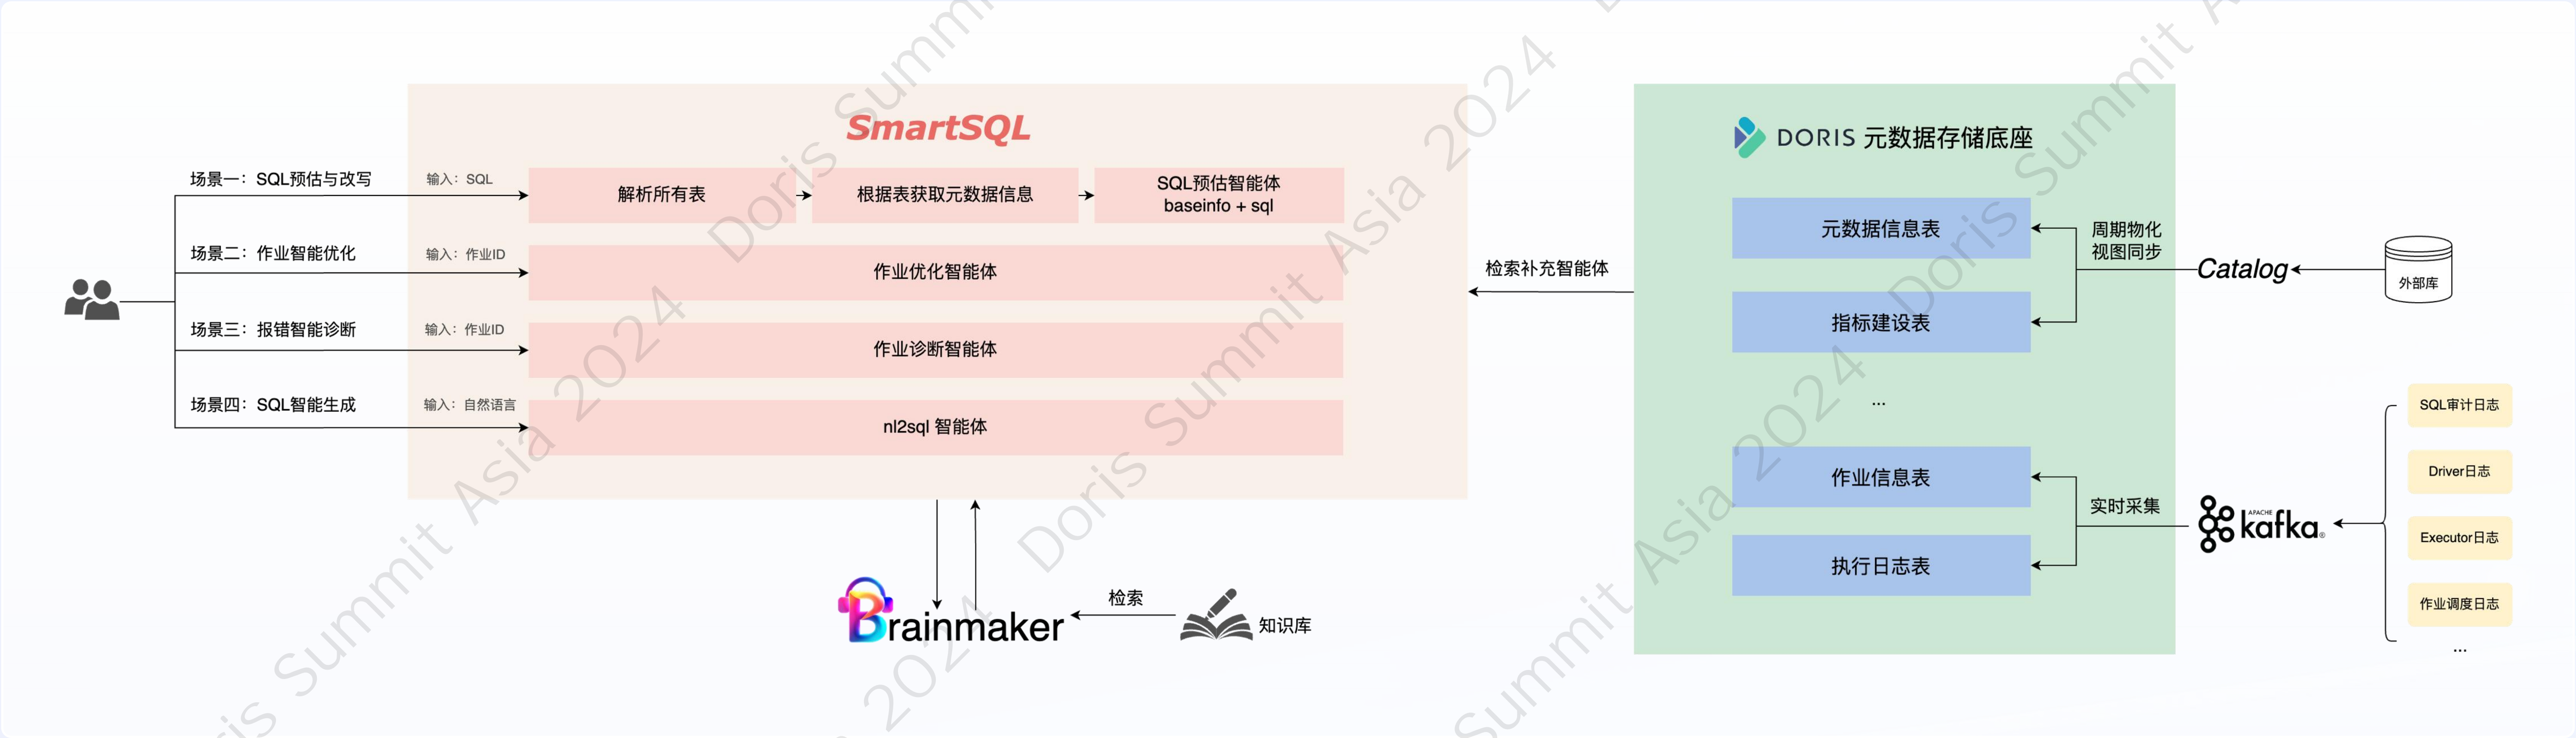 SmartSQL
场景一：SQL预估与改写
输入：SQL
解析所有表
根据表获取元数据信息
SQL预估智能体
baseinfo + sql
场景二：作业智能优化
输入：作业ID
作业优化智能体
场景三：报错智能诊断
输入：作业ID
作业诊断智能体
场景四：SQL智能生成
输入：自然语言
nl2sql 智能体
Brainmaker
检索
知识库
检索补充智能体
DORIS 元数据存储底座
元数据信息表
指标建设表
...
作业信息表
执行日志表
周期物化
视图同步
Catalog
外部库
实时采集
APACHE
kafka®
SQL审计日志
Driver日志
Executor日志
作业调度日志
...
Doris Summit Asia 2024
Doris Summit Asia 2024
Doris Summit Asia 2024